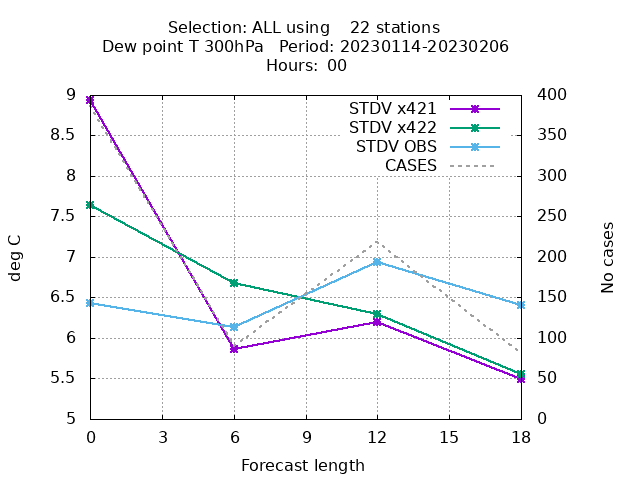 Selection: ALL using    22 stations
Dew point T 300hPa   Period: 20230114-20230206
Hours:  00
9 400
STDV x421
8.5 350
STDV x422
STDV OBS
8 300
CASES
7.5 250
7 200
deg C
No cases
6.5 150
6 100
5.5 50
5 0
0 3 6 9 12 15 18
Forecast length